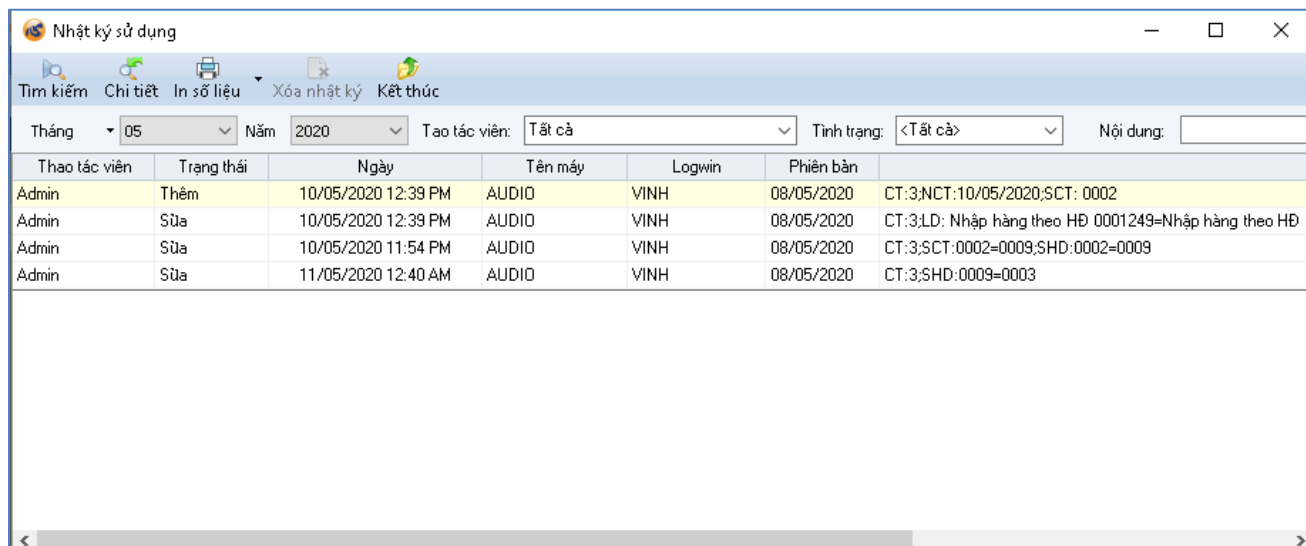 Nhật ký sử dụng
Tìm kiếm Chi tiết In số liệu Xóa nhật ký Kết thúc
Tháng 05 Năm 2020 Tao tác viên: Tất cả Tình trạng: <Tất cả> Nội dung:
Thao tác viên Trạng thái Ngày Tên máy Logwin Phiên bản
Admin Thêm 10/05/2020 12:39 PM AUDIO VINH 08/05/2020 CT:3;NCT:10/05/2020;SCT: 0002
Admin Sửa 10/05/2020 12:39 PM AUDIO VINH 08/05/2020 CT:3;LD: Nhập hàng theo HĐ 0001249=Nhập hàng theo HĐ
Admin Sửa 10/05/2020 11:54 PM AUDIO VINH 08/05/2020 CT:3;SCT:0002=0009;SHD:0002=0009
Admin Sửa 11/05/2020 12:40 AM AUDIO VINH 08/05/2020 CT:3;SHD:0009=0003